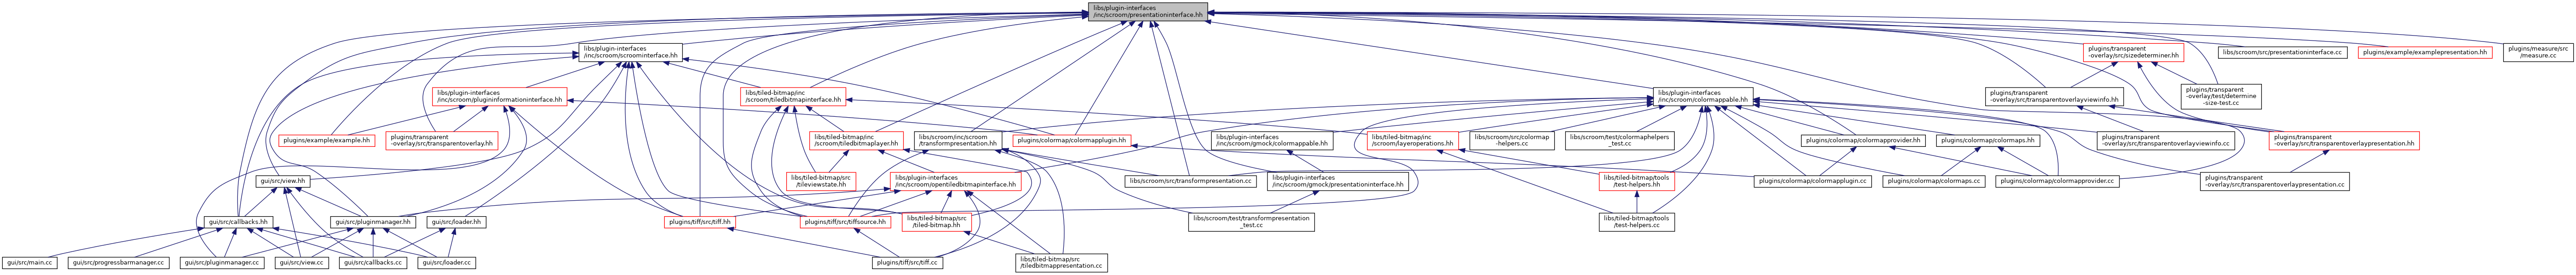 libs/plugin-interfaces
/inc/scroom/presentationinterface.hh
libs/plugin-interfaces
/inc/scroom/scroominterface.hh
plugins/transparent
-overlay/src/sizedeterminer.hh
libs/scroom/src/presentationinterface.cc
plugins/example/examplepresentation.hh
plugins/measure/src
/measure.cc
libs/plugin-interfaces
/inc/scroom/plugininformationinterface.hh
libs/tiled-bitmap/inc
/scroom/tiledbitmapinterface.hh
libs/plugin-interfaces
/inc/scroom/colormappable.hh
plugins/transparent
-overlay/src/transparentoverlayviewinfo.hh
plugins/transparent
-overlay/test/determine
-size-test.cc
plugins/example/example.hh
plugins/transparent
-overlay/src/transparentoverlay.hh
libs/tiled-bitmap/inc
/scroom/tiledbitmaplayer.hh
libs/scroom/inc/scroom
/transformpresentation.hh
plugins/colormap/colormapplugin.hh
libs/plugin-interfaces
/inc/scroom/gmock/colormappable.hh
libs/tiled-bitmap/inc
/scroom/layeroperations.hh
libs/scroom/src/colormap
-helpers.cc
libs/scroom/test/colormaphelpers
_test.cc
plugins/colormap/colormapprovider.hh
plugins/colormap/colormaps.hh
plugins/transparent
-overlay/src/transparentoverlayviewinfo.cc
plugins/transparent
-overlay/src/transparentoverlaypresentation.hh
gui/src/view.hh
libs/tiled-bitmap/src
/tileviewstate.hh
libs/plugin-interfaces
/inc/scroom/opentiledbitmapinterface.hh
libs/scroom/src/transformpresentation.cc
libs/plugin-interfaces
/inc/scroom/gmock/presentationinterface.hh
libs/tiled-bitmap/tools
/test-helpers.hh
plugins/colormap/colormapplugin.cc
plugins/colormap/colormaps.cc
plugins/colormap/colormapprovider.cc
plugins/transparent
-overlay/src/transparentoverlaypresentation.cc
gui/src/callbacks.hh
gui/src/pluginmanager.hh
gui/src/loader.hh
plugins/tiff/src/tiff.hh
plugins/tiff/src/tiffsource.hh
libs/tiled-bitmap/src
/tiled-bitmap.hh
libs/scroom/test/transformpresentation
_test.cc
libs/tiled-bitmap/tools
/test-helpers.cc
gui/src/main.cc
gui/src/progressbarmanager.cc
gui/src/pluginmanager.cc
gui/src/view.cc
gui/src/callbacks.cc
gui/src/loader.cc
plugins/tiff/src/tiff.cc
libs/tiled-bitmap/src
/tiledbitmappresentation.cc